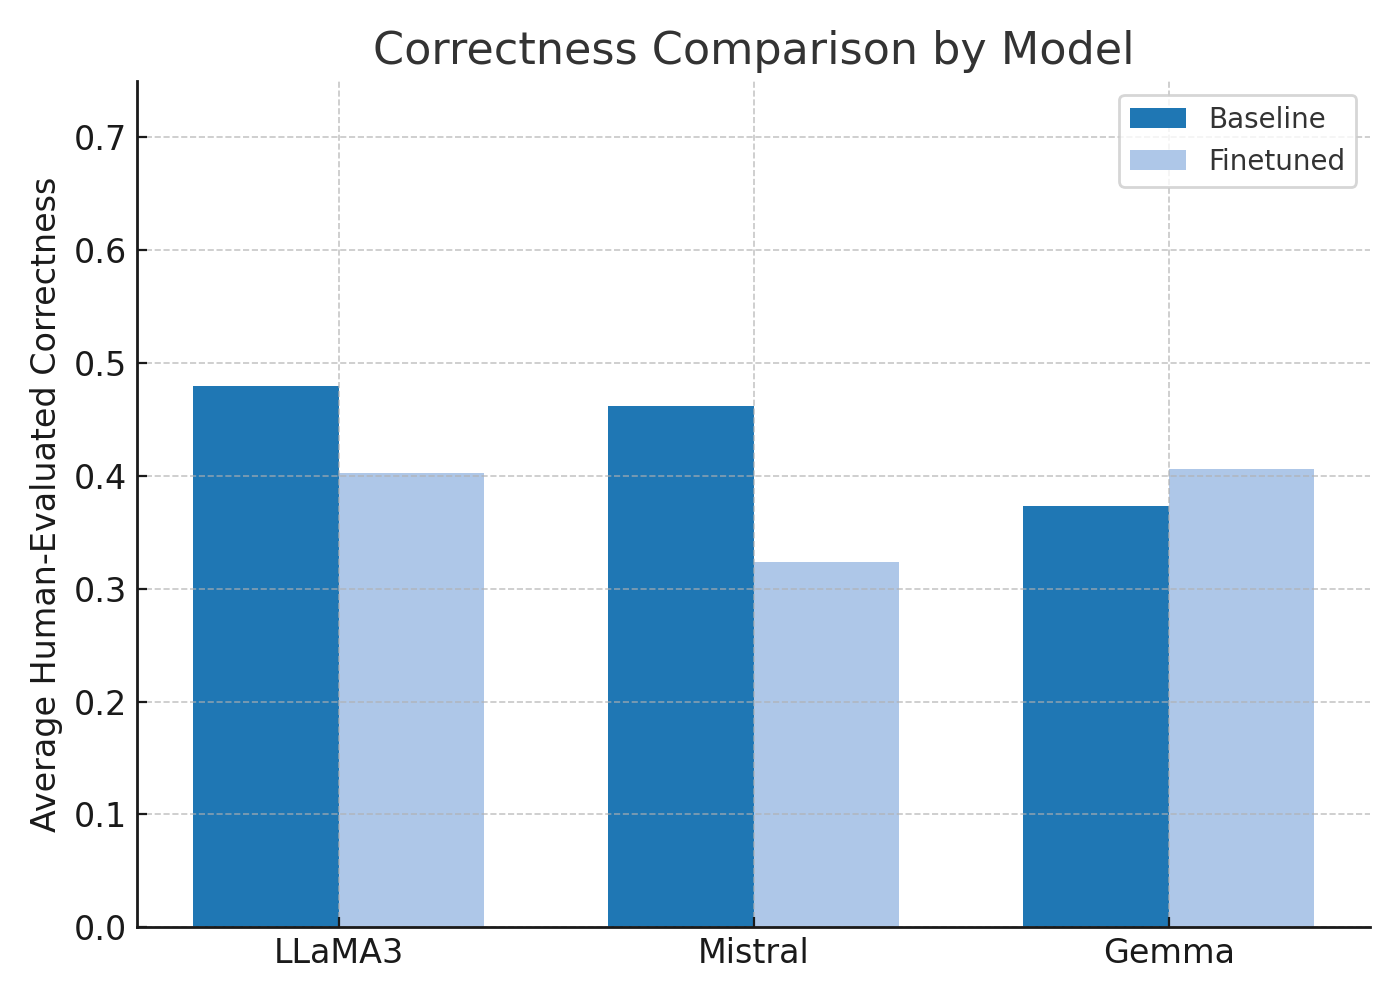 Correctness Comparison by Model
Baseline
Finetuned
Average Human-Evaluated Correctness
0.7
0.6
0.5
0.4
0.3
0.2
0.1
0.0
LLaMA3
Mistral
Gemma